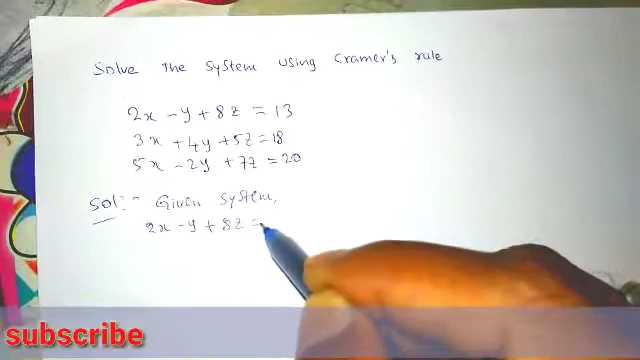 Solve the system using Cramer's rule
2x - y + 8z = 13
3x + 4y + 5z = 18
5x - 2y + 7z = 20
Sol:- Given system,
2x - y + 8z =
subscribe